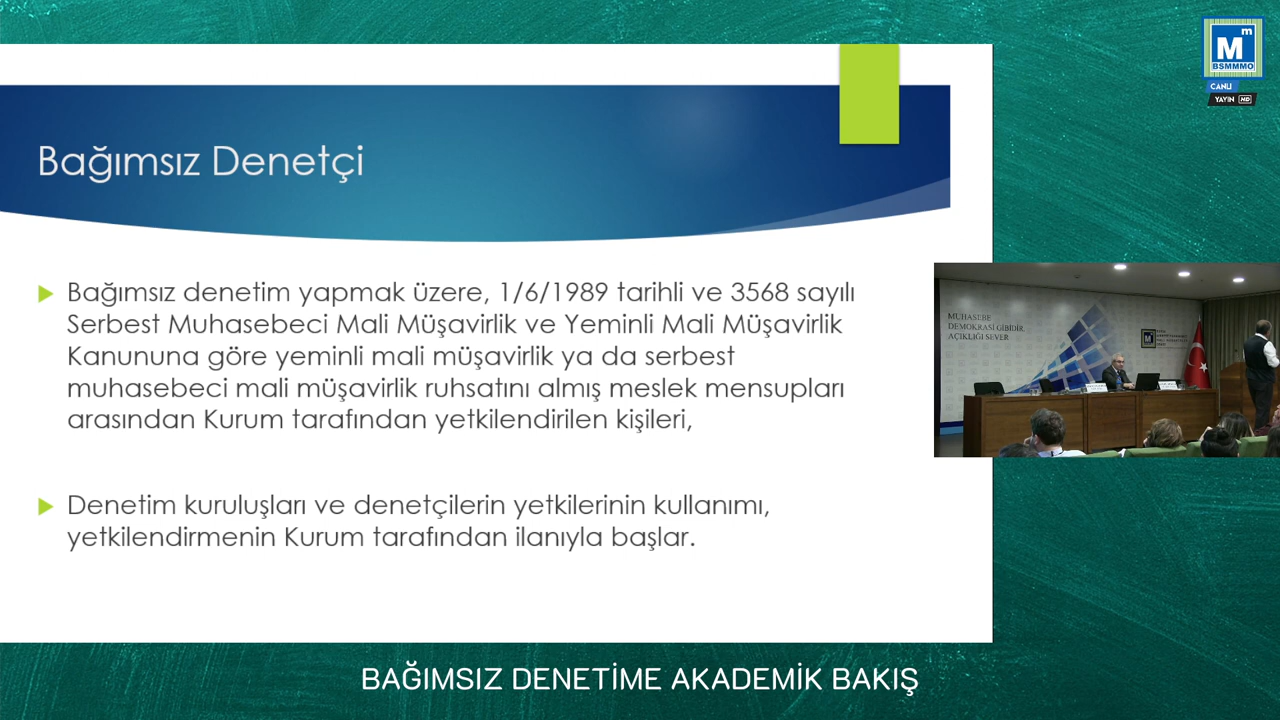 M m
BSMMMO
CANLI
YAYIN HD
Bağımsız Denetçi
Bağımsız denetim yapmak üzere, 1/6/1989 tarihli ve 3568 sayılı
Serbest Muhasebeci Mali Müşavirlik ve Yeminli Mali Müşavirlik
Kanununa göre yeminli mali müşavirlik ya da serbest
muhasebeci mali müşavirlik ruhsatını almış meslek mensupları
arasından Kurum tarafından yetkilendirilen kişileri,
Denetim kuruluşları ve denetçilerin yetkilerinin kullanımı,
yetkilendirmenin Kurum tarafından ilanıyla başlar.
MUHASEBE
DEMOKRASİ GİBİDİR,
AÇIKLIĞI SEVER
BAĞIMSIZ DENETİME AKADEMİK BAKIŞ